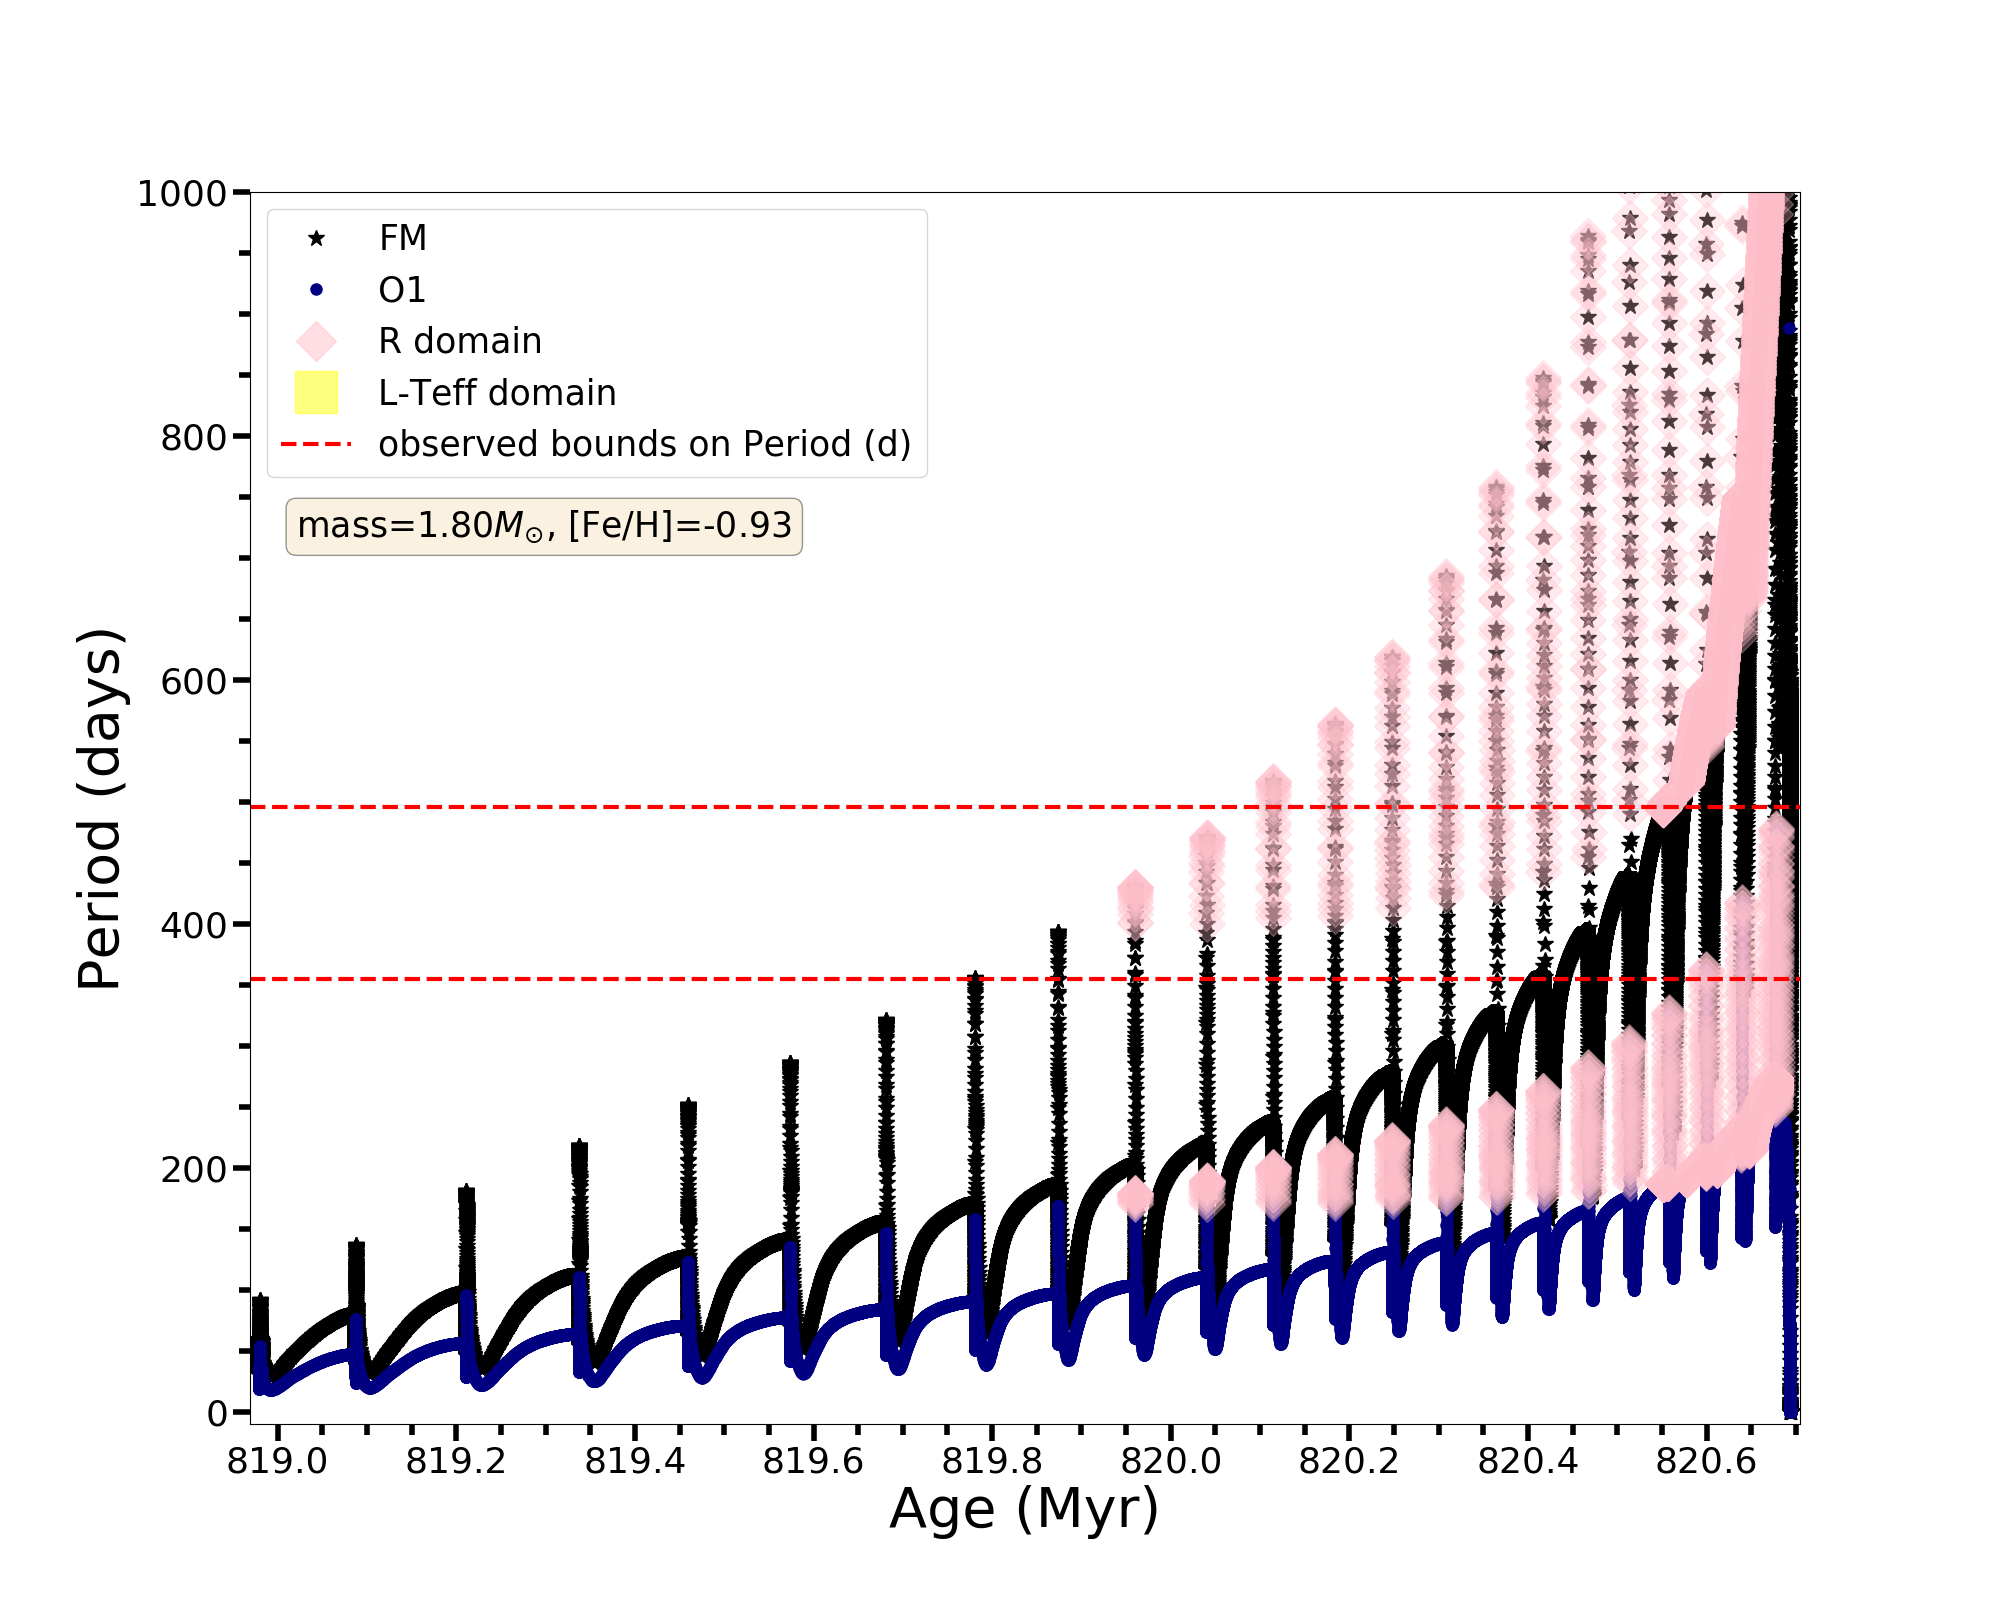 1000
800
600
400
200
0
Period (days)
FM
O1
R domain
L-Teff domain
observed bounds on Period (d)
mass=1.80M⊙, [Fe/H]=-0.93
819.0 819.2 819.4 819.6 819.8 820.0 820.2 820.4 820.6
Age (Myr)